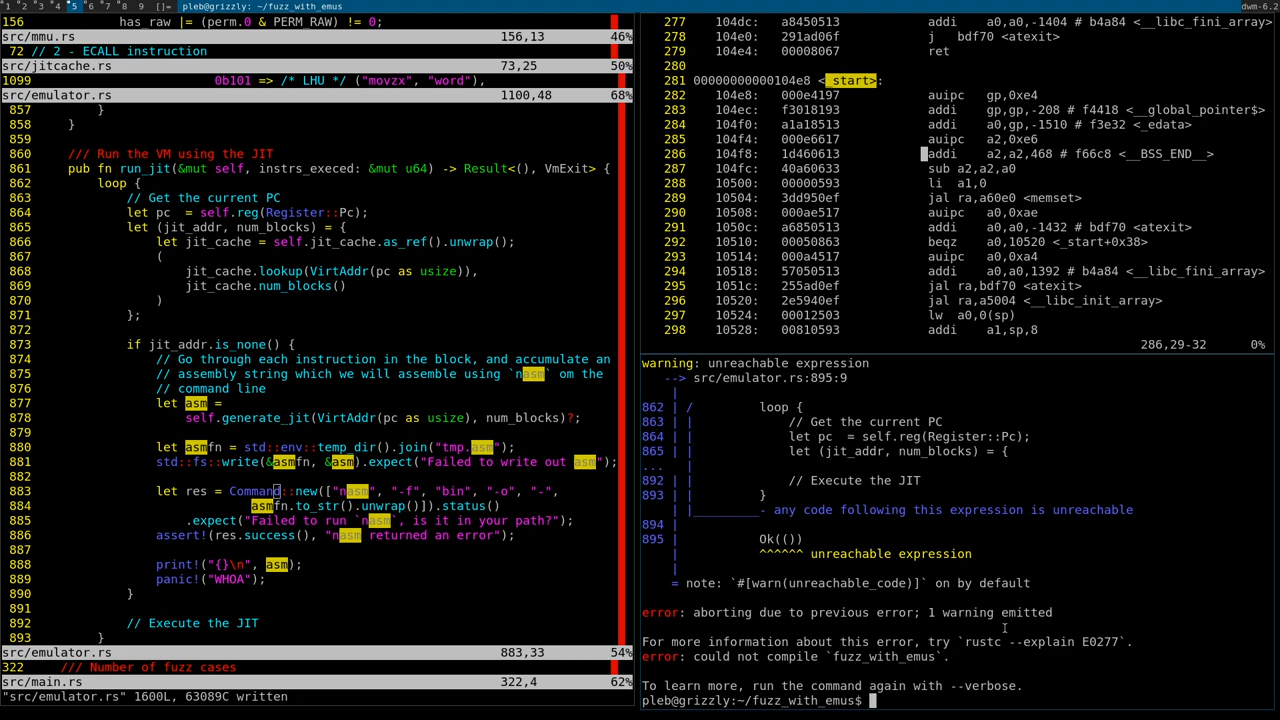 1 2 3 4 5 6 7 8 9 []= pleb@grizzly: ~/fuzz_with_emus dwm-6.2
156 has_raw |= (perm.0 & PERM_RAW) != 0;
src/mmu.rs 156,13 46%
72 // 2 - ECALL instruction
src/jitcache.rs 73,25 50%
1099 0b101 => /* LHU */ ("movzx", "word"),
src/emulator.rs 1100,48 68%
857 }
858 }
859
860 /// Run the VM using the JIT
861 pub fn run_jit(&mut self, instrs_execed: &mut u64) -> Result<(), VmExit> {
862 loop {
863 // Get the current PC
864 let pc  = self.reg(Register::Pc);
865 let (jit_addr, num_blocks) = {
866 let jit_cache = self.jit_cache.as_ref().unwrap();
867 (
868 jit_cache.lookup(VirtAddr(pc as usize)),
869 jit_cache.num_blocks()
870 )
871 };
872
873 if jit_addr.is_none() {
874 // Go through each instruction in the block, and accumulate an
875 // assembly string which we will assemble using `nasm` om the
876 // command line
877 let asm =
878 self.generate_jit(VirtAddr(pc as usize), num_blocks)?;
879
880 let asmfn = std::env::temp_dir().join("tmp.asm");
881 std::fs::write(&asmfn, &asm).expect("Failed to write out asm");
882
883 let res = Command::new(["nasm", "-f", "bin", "-o", "-",
884 asmfn.to_str().unwrap()]).status()
885 .expect("Failed to run `nasm`, is it in your path?");
886 assert!(res.success(), "nasm returned an error");
887
888 print!("{}\n", asm);
889 panic!("WHOA");
890 }
891
892 // Execute the JIT
893 }
src/emulator.rs 883,33 54%
322 /// Number of fuzz cases
src/main.rs 322,4 62%
"src/emulator.rs" 1600L, 63089C written
277 104dc: a8450513 addi a0,a0,-1404 # b4a84 <__libc_fini_array>
278 104e0: 291ad06f j bdf70 <atexit>
279 104e4: 00008067 ret
280
281 00000000000104e8 <_start>:
282 104e8: 000e4197 auipc gp,0xe4
283 104ec: f3018193 addi gp,gp,-208 # f4418 <__global_pointer$>
284 104f0: a1a18513 addi a0,gp,-1510 # f3e32 <_edata>
285 104f4: 000e6617 auipc a2,0xe6
286 104f8: 1d460613 addi a2,a2,468 # f66c8 <__BSS_END__>
287 104fc: 40a60633 sub a2,a2,a0
288 10500: 00000593 li a1,0
289 10504: 3dd950ef jal ra,a60e0 <memset>
290 10508: 000ae517 auipc a0,0xae
291 1050c: a6850513 addi a0,a0,-1432 # bdf70 <atexit>
292 10510: 00050863 beqz a0,10520 <_start+0x38>
293 10514: 000a4517 auipc a0,0xa4
294 10518: 57050513 addi a0,a0,1392 # b4a84 <__libc_fini_array>
295 1051c: 255ad0ef jal ra,bdf70 <atexit>
296 10520: 2e5940ef jal ra,a5004 <__libc_init_array>
297 10524: 00012503 lw a0,0(sp)
298 10528: 00810593 addi a1,sp,8
286,29-32 0%
warning: unreachable expression
--> src/emulator.rs:895:9
|
862 | / loop {
863 | | // Get the current PC
864 | | let pc  = self.reg(Register::Pc);
865 | | let (jit_addr, num_blocks) = {
... |
892 | | // Execute the JIT
893 | | }
| |_________- any code following this expression is unreachable
894 |
895 | Ok(())
| ^^^^^^ unreachable expression
|
= note: `#[warn(unreachable_code)]` on by default
error: aborting due to previous error; 1 warning emitted
For more information about this error, try `rustc --explain E0277`.
error: could not compile `fuzz_with_emus`.
To learn more, run the command again with --verbose.
pleb@grizzly:~/fuzz_with_emus$